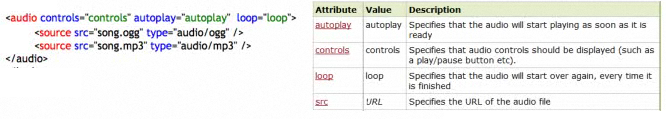 <audio controls="controls" autoplay="autoplay" loop="loop">
<source src="song.ogg" type="audio/ogg" />
<source src="song.mp3" type="audio/mp3" />
</audio>
Attribute Value Description
autoplay autoplay Specifies that the audio will start playing as soon as it is
ready
controls controls Specifies that audio controls should be displayed (such as
a play/pause button etc).
loop loop Specifies that the audio will start over again, every time it
is finished
src URL Specifies the URL of the audio file